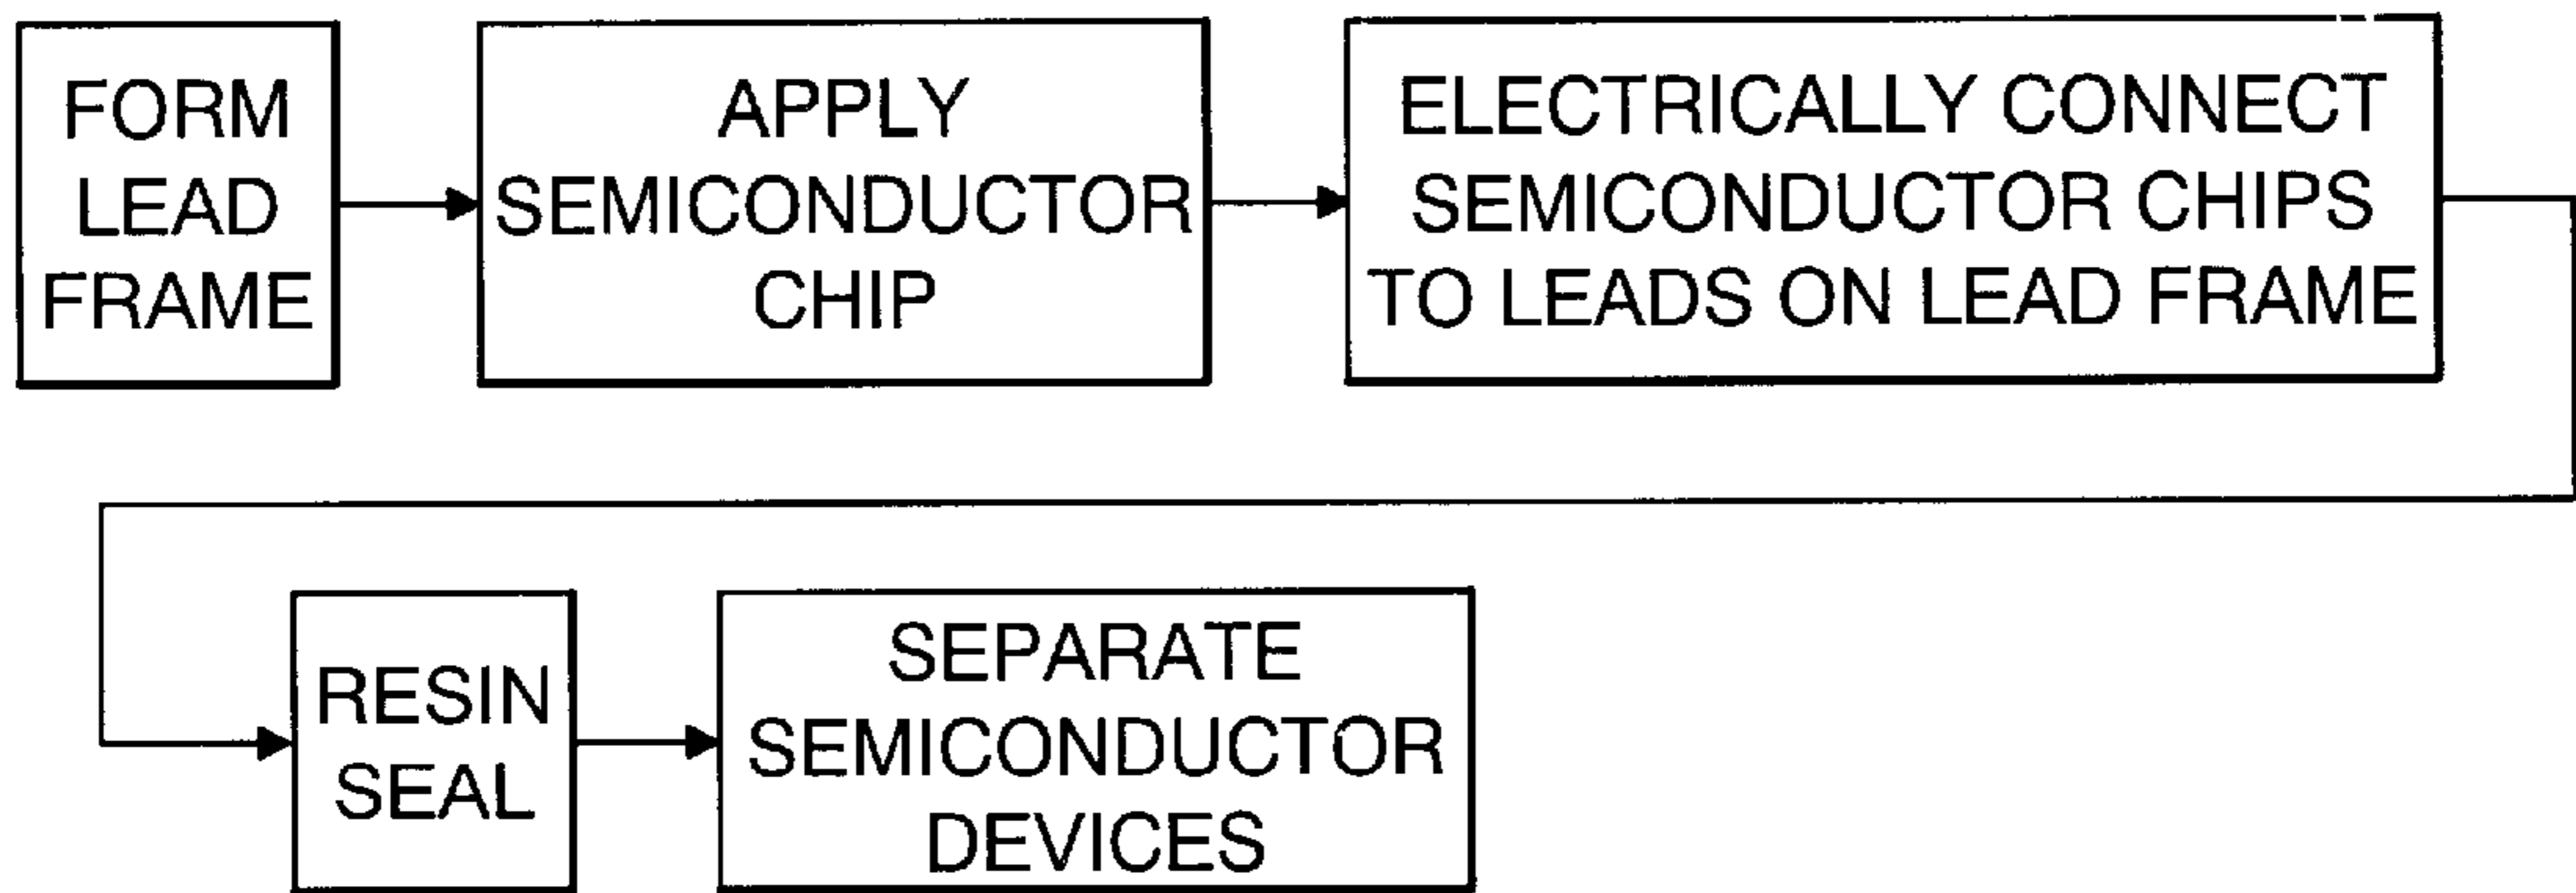 FORM
LEAD
FRAME
APPLY
SEMICONDUCTOR
CHIP
ELECTRICALLY CONNECT
SEMICONDUCTOR CHIPS
TO LEADS ON LEAD FRAME
RESIN
SEAL
SEPARATE
SEMICONDUCTOR
DEVICES